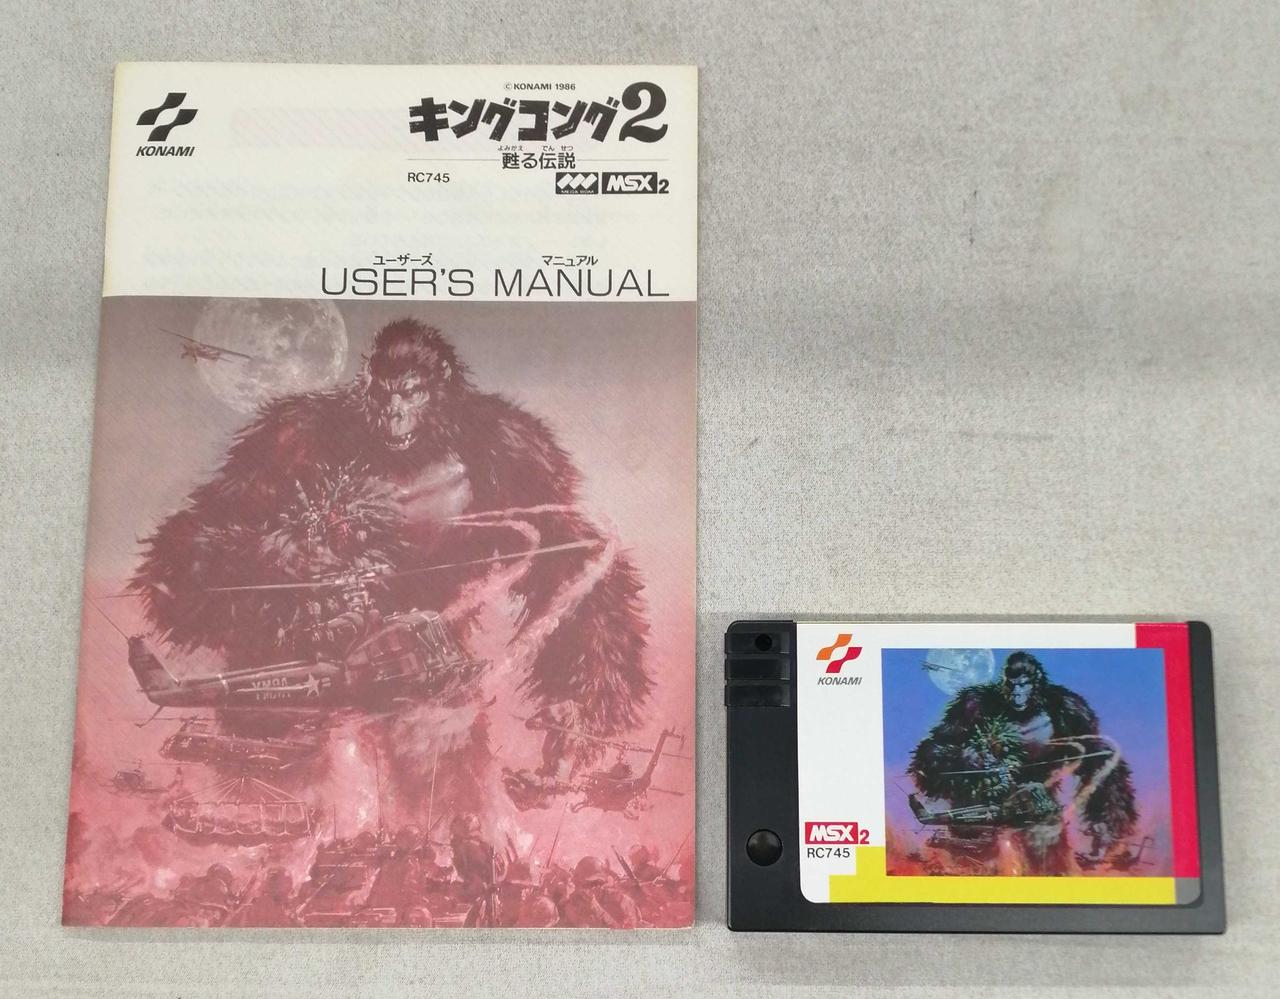 KONAMI
©KONAMI 1986
キングコング2
よみがえ でんせつ
甦る伝説
RC745
MEGA ROM MSX2
ユーザーズ マニュアル
USER'S MANUAL
KONAMI
MSX2
RC745